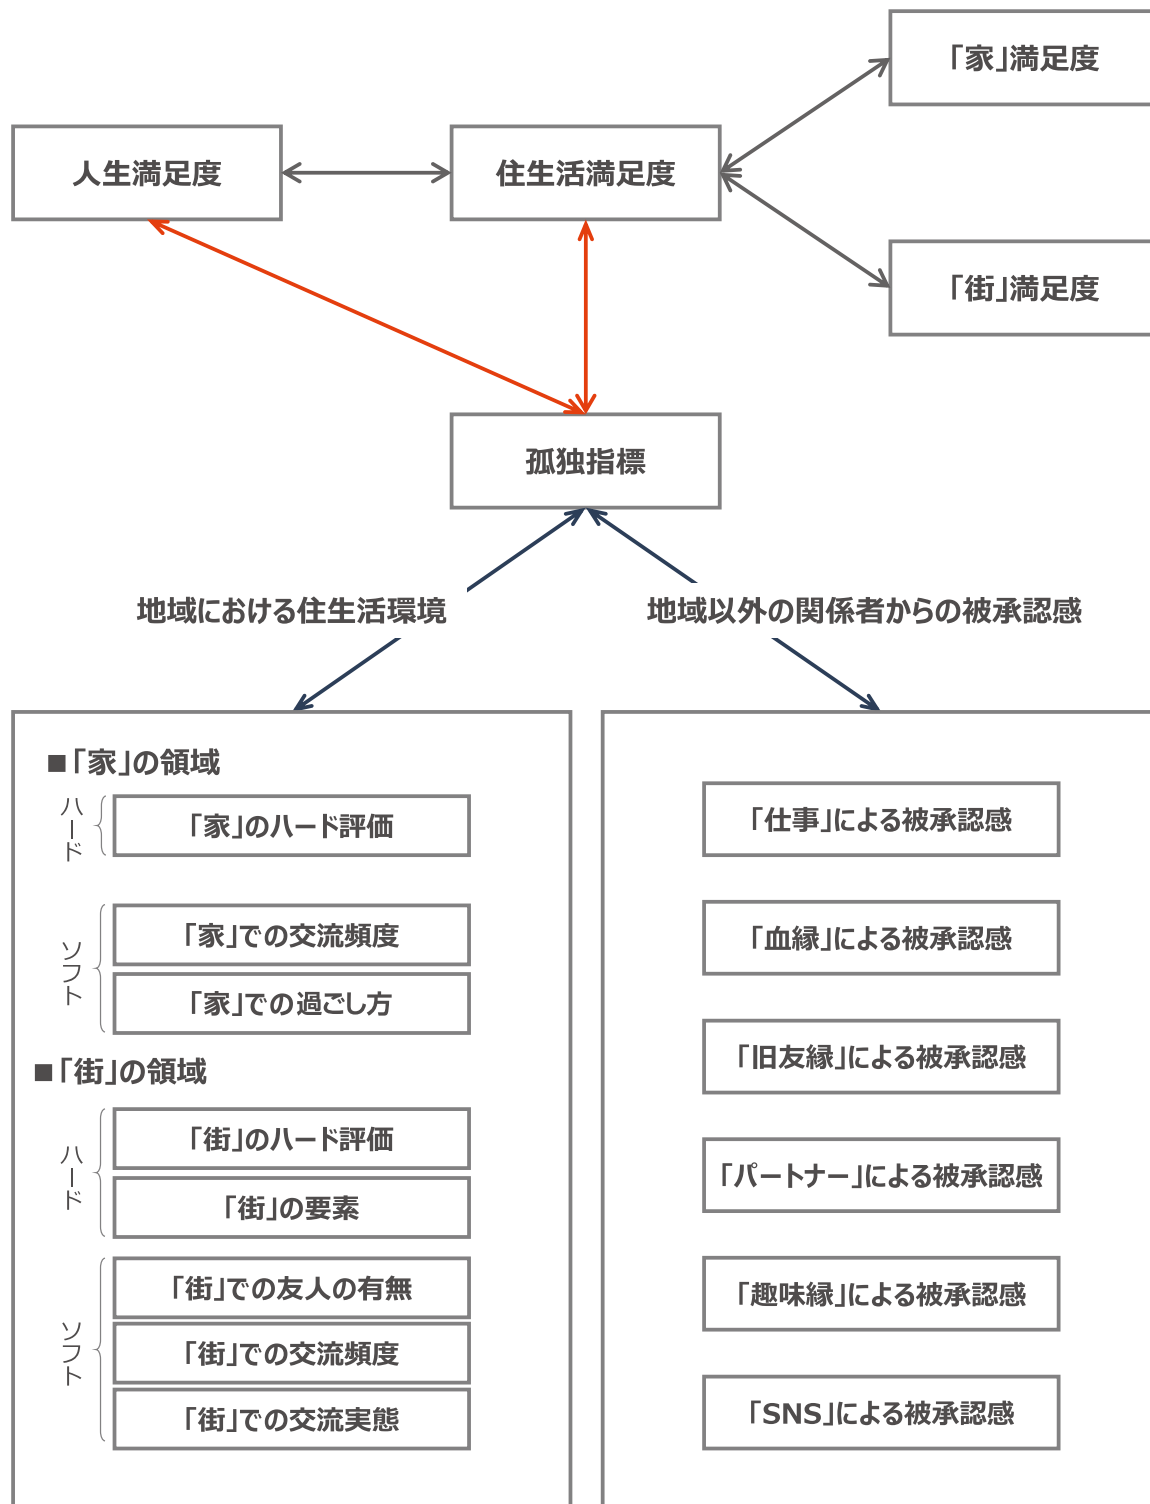 「家」満足度
人生満足度
住生活満足度
「街」満足度
孤独指標
地域における住生活環境
地域以外の関係者からの被承認感
■「家」の領域
ハード
「家」のハード評価
ソフト
「家」での交流頻度
「家」での過ごし方
■「街」の領域
ハード
「街」のハード評価
「街」の要素
ソフト
「街」での友人の有無
「街」での交流頻度
「街」での交流実態
「仕事」による被承認感
「血縁」による被承認感
「旧友縁」による被承認感
「パートナー」による被承認感
「趣味縁」による被承認感
「SNS」による被承認感